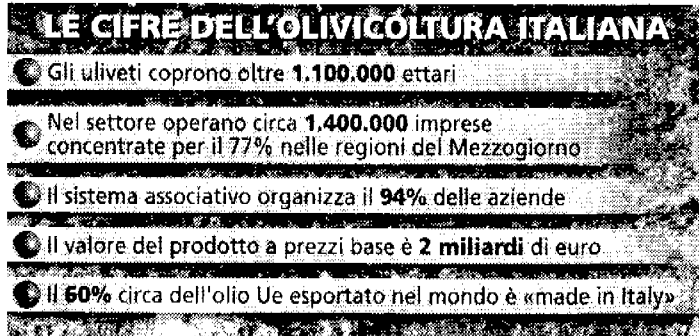 LE CIFRE DELL'OLIVICOLTURA ITALIANA
Gli uliveti coprono oltre 1.100.000 ettari
Nel settore operano circa 1.400.000 imprese
concentrate per il 77% nelle regioni del Mezzogiorno
Il sistema associativo organizza il 94% delle aziende
Il valore del prodotto a prezzi base è 2 miliardi di euro
Il 60% circa dell'olio Ue esportato nel mondo è «made in Italy»